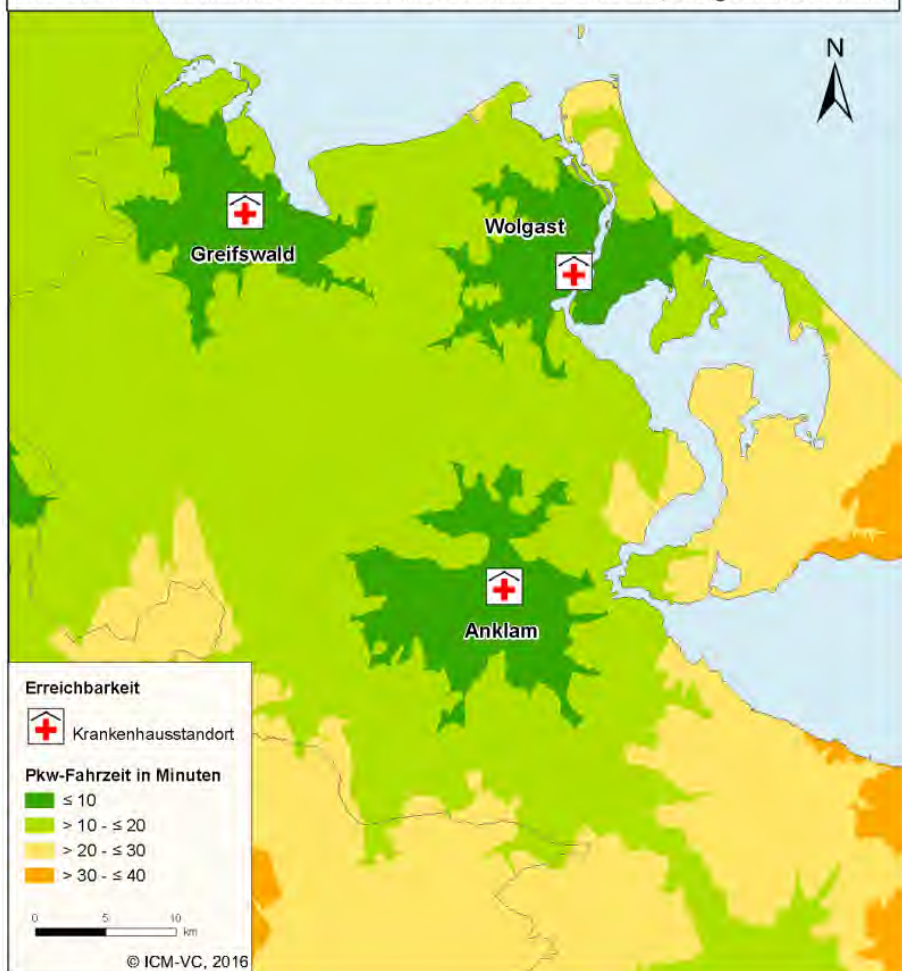 N
Wolgast
Greifswald
Anklam
Erreichbarkeit
Krankenhausstandort
Pkw-Fahrzeit in Minuten
≤ 10
> 10 - ≤ 20
> 20 - ≤ 30
> 30 - ≤ 40
0 5 10
km
© ICM-VC, 2016